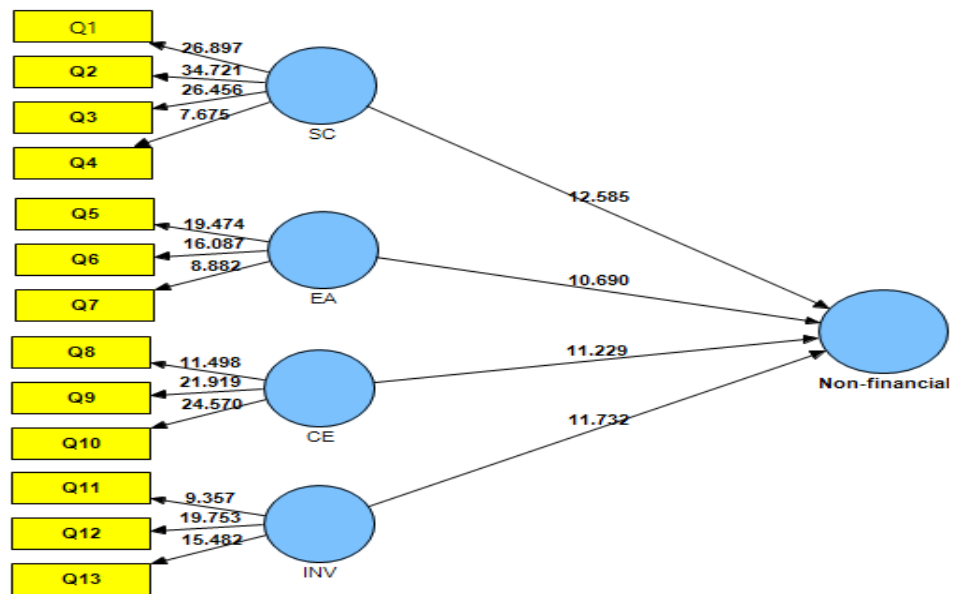 Q1
26.897
Q2
34.721
Q3
26.456
7.675
Q4
SC
12.585
Q5
19.474
Q6
16.087
Q7
8.882
EA
10.690
Q8
11.498
Q9
21.919
Q10
24.570
CE
11.229
Non-financial
Q11
9.357
Q12
19.753
Q13
15.482
INV
11.732